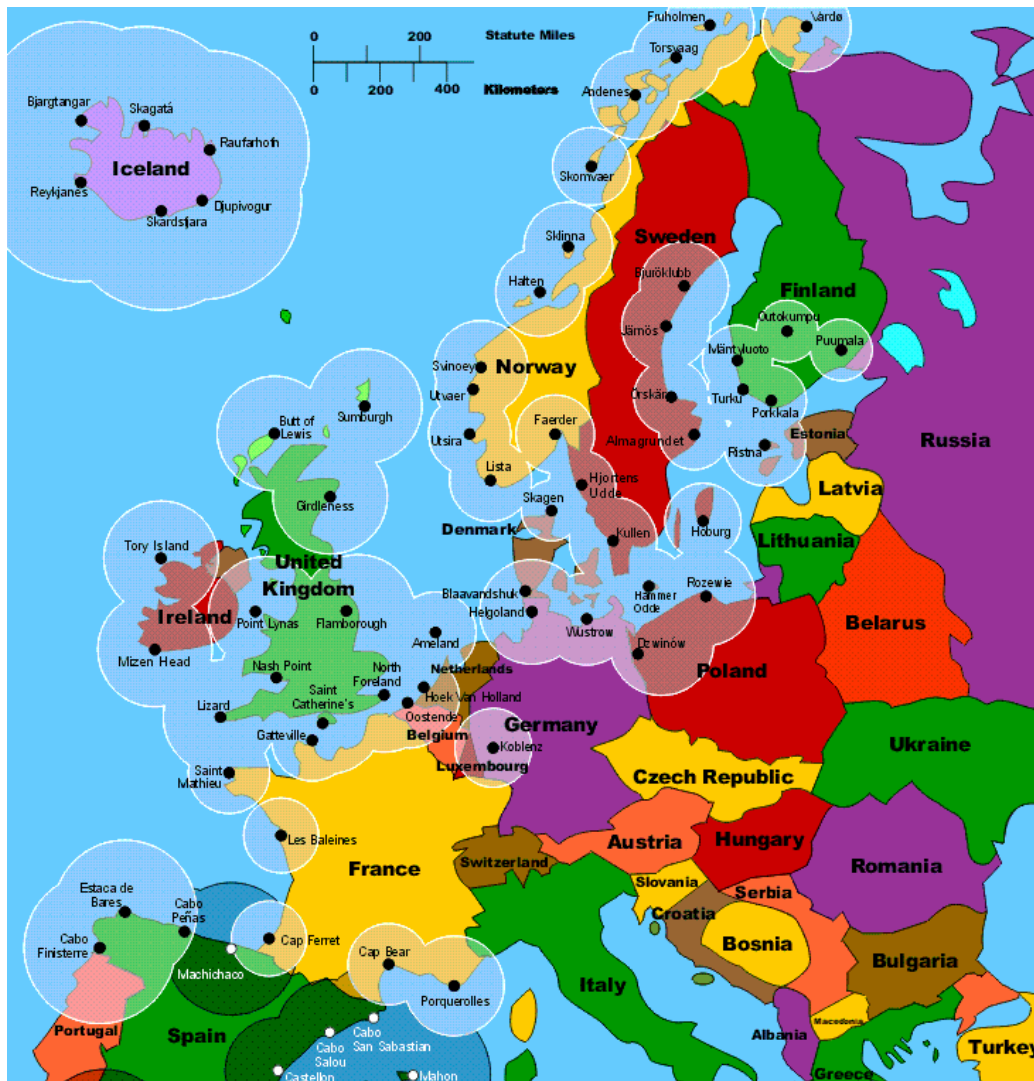 Fruholmen
Vardø
0
200
Statute Miles
Torsvaag
Kilometers
0
200
400
Andenes
Bjargtangar
Skagatá
Raufarhoth
Iceland
Skomvaer
Reykjanes
Djupivogur
Skardsfjara
Sklinna
Sweden
Bjuröklubb
Halten
Finland
Outokumpu
Järnös
Puumala
Mäntyluoto
Svinoey
Norway
Utvaer
Örskär
Turku
Porkkala
Sumburgh
Butt of
Lewis
Faerder
Utsira
Almagrundet
Ristna
Estonia
Russia
Lista
Hjortens
Udde
Latvia
Girdleness
Skagen
Denmark
Kullen
Hoburg
Lithuania
Tory Island
United
Kingdom
Blaavandshuk
Hammer
Odde
Rozewie
Ireland
Point Lynas
Flamborough
Helgoland
Wustrow
Belarus
Ameland
Mizen Head
Dzwinów
Poland
Nash Point
North
Foreland
Netherlands
Saint
Catherine's
Hoek Van Holland
Lizard
Oostende
Germany
Gatteville
Belgium
Koblenz
Ukraine
Luxembourg
Czech Republic
Saint
Mathieu
Les Baleines
Austria
Hungary
France
Switzerland
Romania
Slovania
Serbia
Estaca de
Bares
Cabo
Peñas
Croatia
Bosnia
Cabo
Finisterre
Cap Ferret
Cap Bear
Bulgaria
Machichaco
Italy
Porquerolles
Portugal
Spain
Macedonia
Albania
Cabo
Salou
Cabo
San Sabastian
Turkey
Castellon
Mahon
Greece